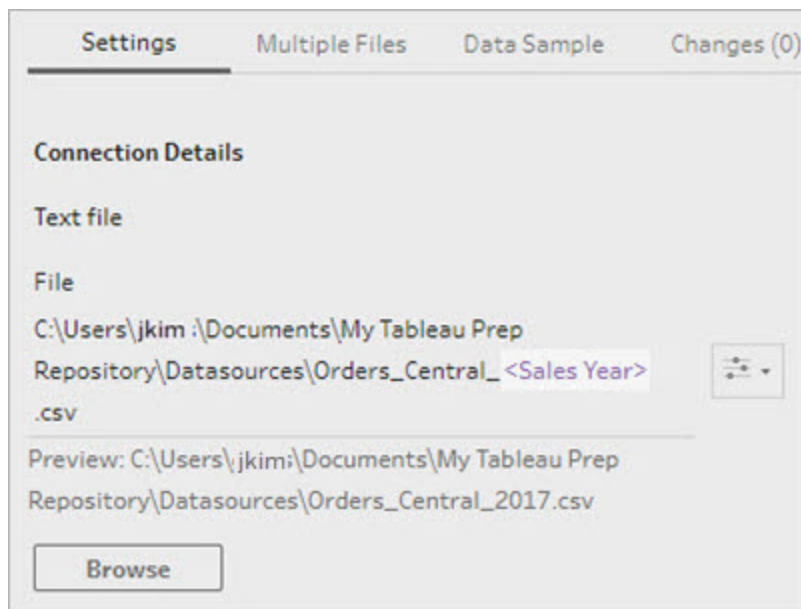 Settings Multiple Files Data Sample Changes (0)
Connection Details
Text file
File
C:\Users\jkim :\Documents\My Tableau Prep
Repository\Datasources\Orders_Central_<Sales Year>
.csv
Preview: C:\Users\jkim\Documents\My Tableau Prep
Repository\Datasources\Orders_Central_2017.csv
Browse